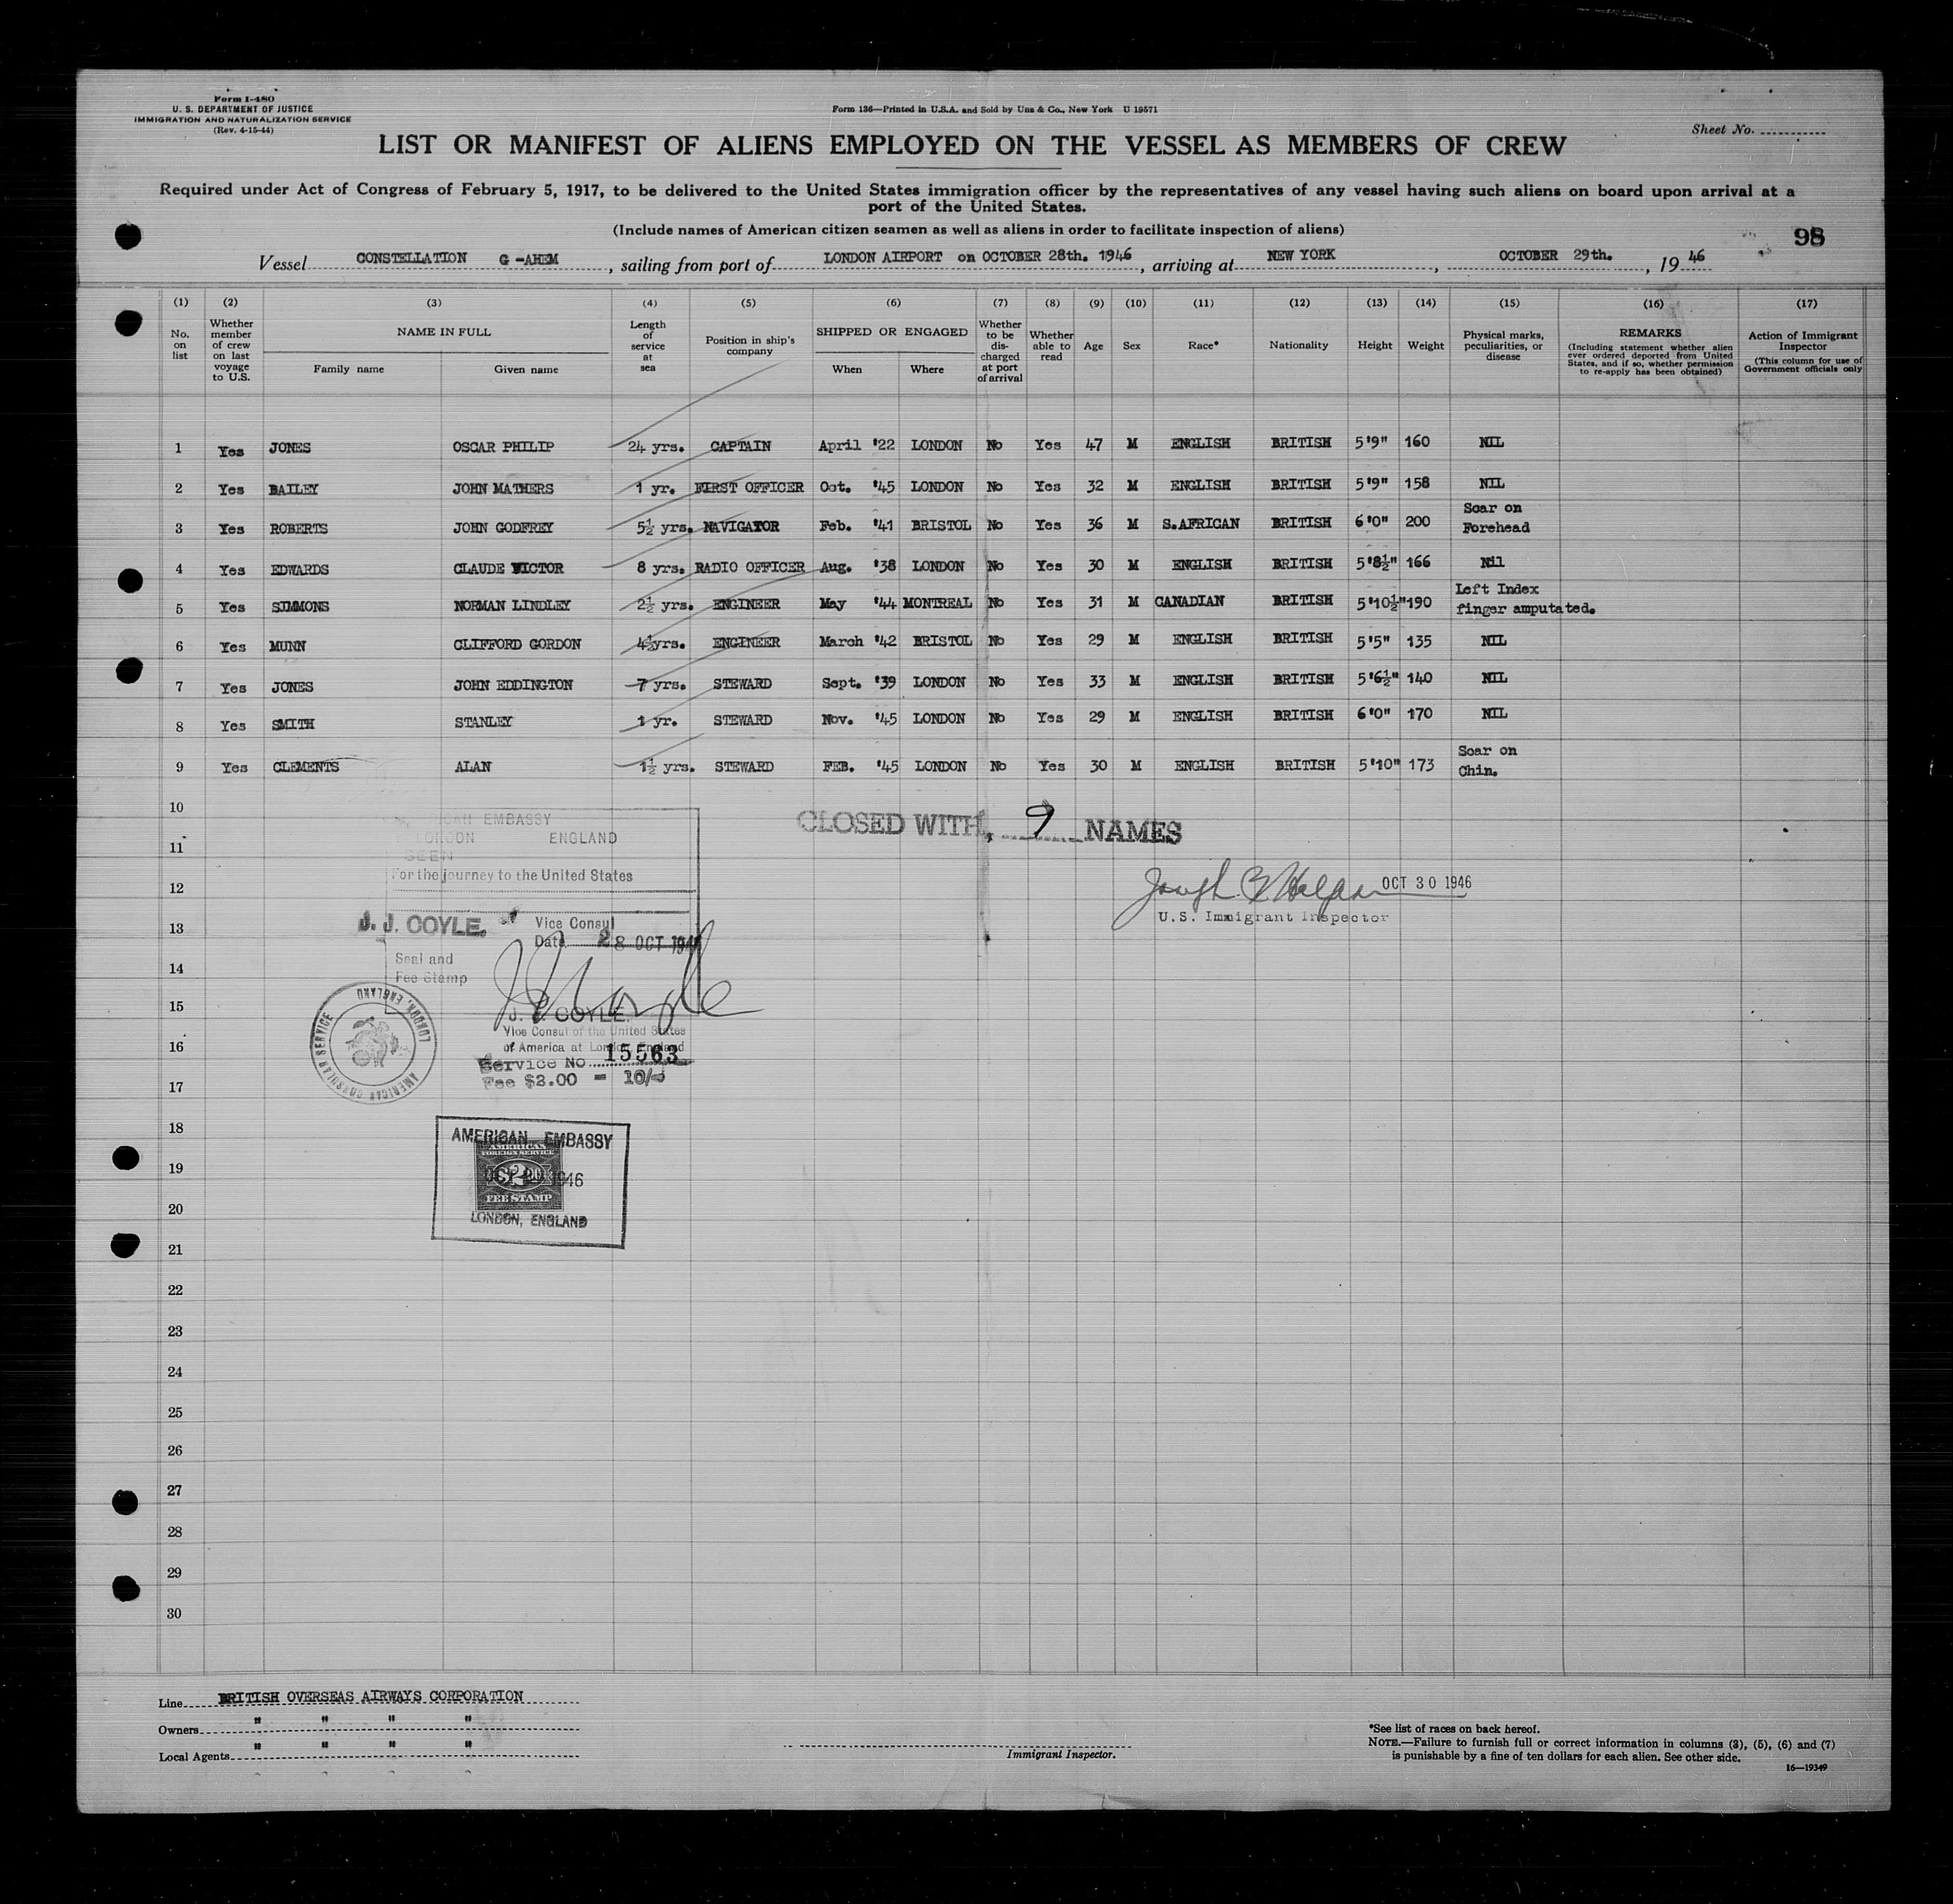 Form I-480
U. S. DEPARTMENT OF JUSTICE
IMMIGRATION AND NATURALIZATION SERVICE
(Rev. 4-15-44)
Form 136—Printed in U.S.A. and Sold by Unz & Co., New York U 19571
Sheet No.
LIST OR MANIFEST OF ALIENS EMPLOYED ON THE VESSEL AS MEMBERS OF CREW
Required under Act of Congress of February 5, 1917, to be delivered to the United States immigration officer by the representatives of any vessel having such aliens on board upon arrival at a
port of the United States.
(Include names of American citizen seamen as well as aliens in order to facilitate inspection of aliens)
98
Vessel CONSTELLATION G-AHEM, sailing from port of LONDON AIRPORT on OCTOBER 28th. 1946, arriving at NEW YORK, OCTOBER 29th., 19 46
(1) No. on list
(2) Whether member of crew on last voyage to U.S.
(3) NAME IN FULL Family name Given name
(4) Length of service at sea
(5) Position in ship's company
(6) SHIPPED OR ENGAGED When Where
(7) Whether to be discharged at port of arrival
(8) Whether able to read
(9) Age
(10) Sex
(11) Race*
(12) Nationality
(13) Height
(14) Weight
(15) Physical marks, peculiarities, or disease
(16) REMARKS (Including statement whether alien ever ordered deported from United States, and if so, whether permission to re-apply has been obtained)
(17) Action of Immigrant Inspector (This column for use of Government officials only
1 Yes JONES OSCAR PHILIP 24 yrs. CAPTAIN April '22 LONDON No Yes 47 M ENGLISH BRITISH 5'9" 160 NIL
2 Yes BAILEY JOHN MATHERS 1 yr. FIRST OFFICER Oct. '45 LONDON No Yes 32 M ENGLISH BRITISH 5'9" 158 NIL
3 Yes ROBERTS JOHN GODFREY 5½ yrs. NAVIGATOR Feb. '41 BRISTOL No Yes 36 M S.AFRICAN BRITISH 6'0" 200 Scar on Forehead
4 Yes EDWARDS CLAUDE VICTOR 8 yrs. RADIO OFFICER Aug. '38 LONDON No Yes 30 M ENGLISH BRITISH 5'8½" 166 Nil
5 Yes SIMMONS NORMAN LINDLEY 2½ yrs. ENGINEER May '44 MONTREAL No Yes 31 M CANADIAN BRITISH 5'10½" 190 Left Index finger amputated.
6 Yes MUNN CLIFFORD GORDON 4½yrs. ENGINEER March '42 BRISTOL No Yes 29 M ENGLISH BRITISH 5'5" 135 NIL
7 Yes JONES JOHN EDDINGTON 7 yrs. STEWARD Sept. '39 LONDON No Yes 33 M ENGLISH BRITISH 5'6½" 140 NIL
8 Yes SMITH STANLEY 1 yr. STEWARD Nov. '45 LONDON No Yes 29 M ENGLISH BRITISH 6'0" 170 NIL
9 Yes CLEMENTS ALAN 1½ yrs. STEWARD FEB. '45 LONDON No Yes 30 M ENGLISH BRITISH 5'10" 173 Scar on Chin.
10
11
12
13
14
15
16
17
18
19
20
21
22
23
24
25
26
27
28
29
30
CLOSED WITH 9 NAMES
OCT 30 1946
U.S. Immigrant Inspector
EMBASSY
LONDON ENGLAND
SEEN
For the journey to the United States
J. J. COYLE.
Vice Consul
Date 28 OCT 194
Seal and
Fee Stamp
AMERICAN CONSULAR SERVICE LONDON, ENGLAND
J. J. COYLE.
Vice Consul of the United States
of America at London, England
Service No 15563
Fee $2.00 = 10/-
AMERICAN EMBASSY
FOREIGN SERVICE
FEE STAMP
LONDON, ENGLAND
Line BRITISH OVERSEAS AIRWAYS CORPORATION
Owners " " " "
Local Agents " " " "
Immigrant Inspector.
*See list of races on back hereof.
NOTE.—Failure to furnish full or correct information in columns (3), (5), (6) and (7)
is punishable by a fine of ten dollars for each alien. See other side.
16—19349